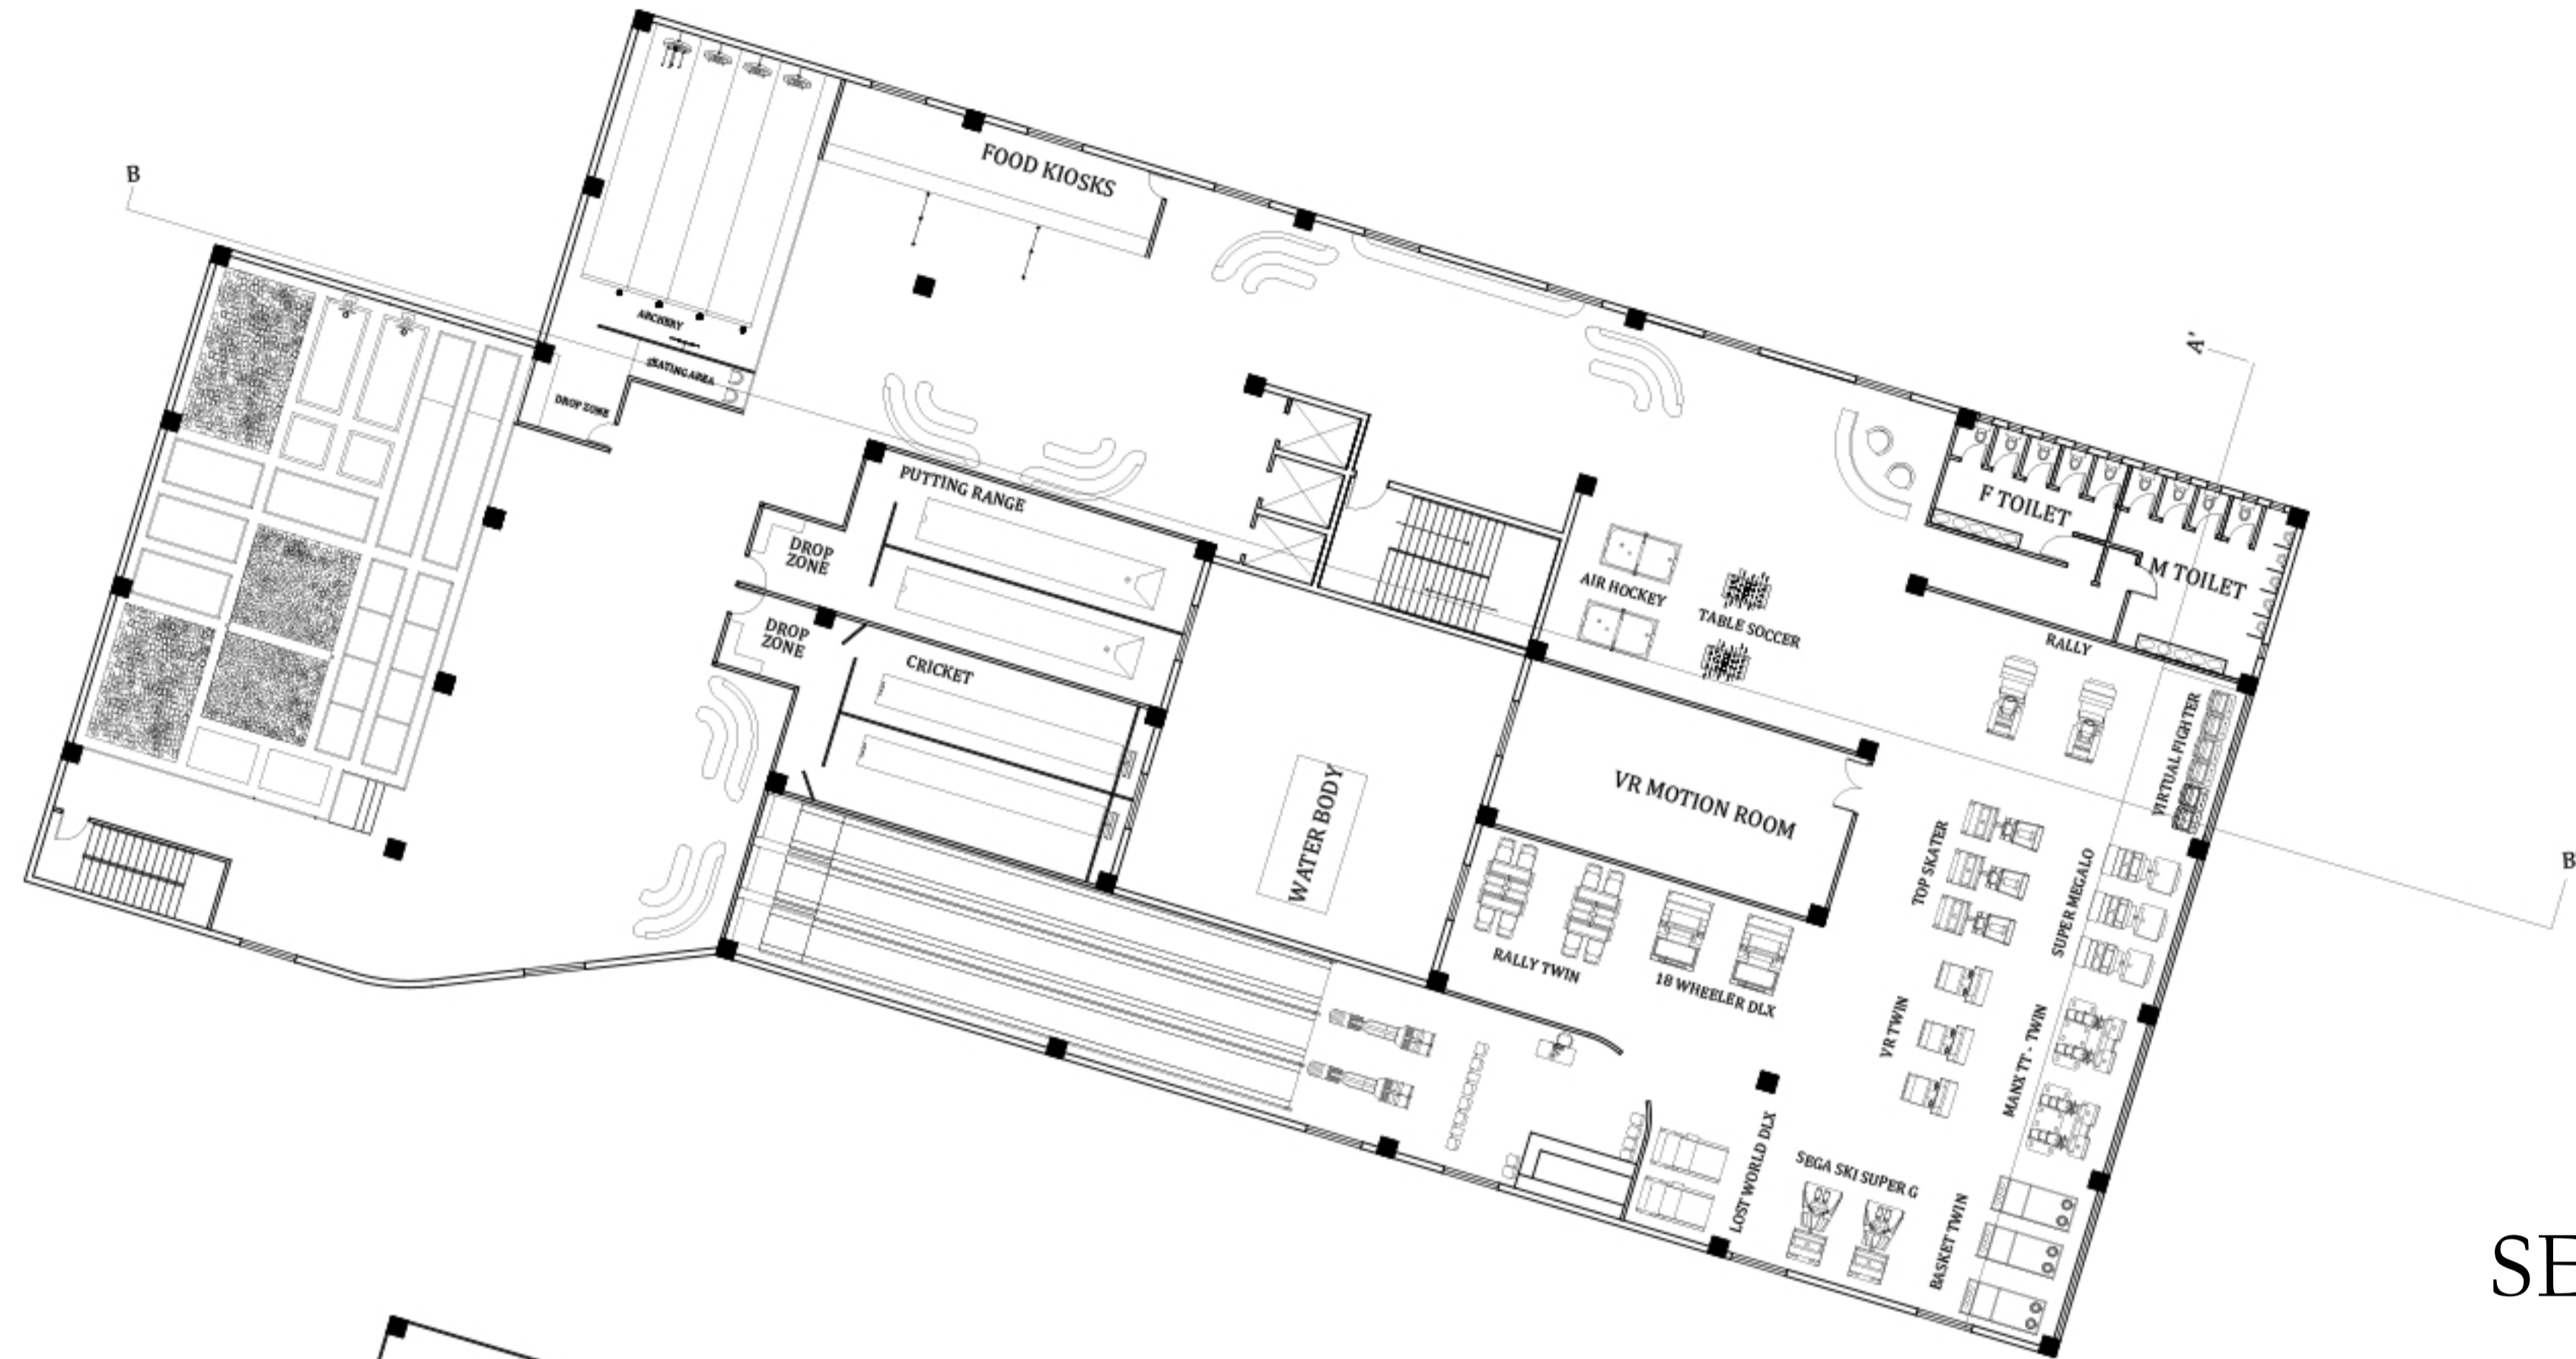 B
FOOD KIOSKS
ARCHERY
SEATING AREA
DROP ZONE
A'
PUTTING RANGE
DROP
ZONE
DROP
ZONE
CRICKET
F TOILET
M TOILET
AIR HOCKEY
TABLE SOCCER
RALLY
VIRTUAL FIGHTER
WATER BODY
VR MOTION ROOM
TOP SKATER
SUPER MEGALO
B
RALLY TWIN
18 WHEELER DLX
VR TWIN
MANX TT - TWIN
LOST WORLD DLX
SEGA SKI SUPER G
BASKET TWIN
SE